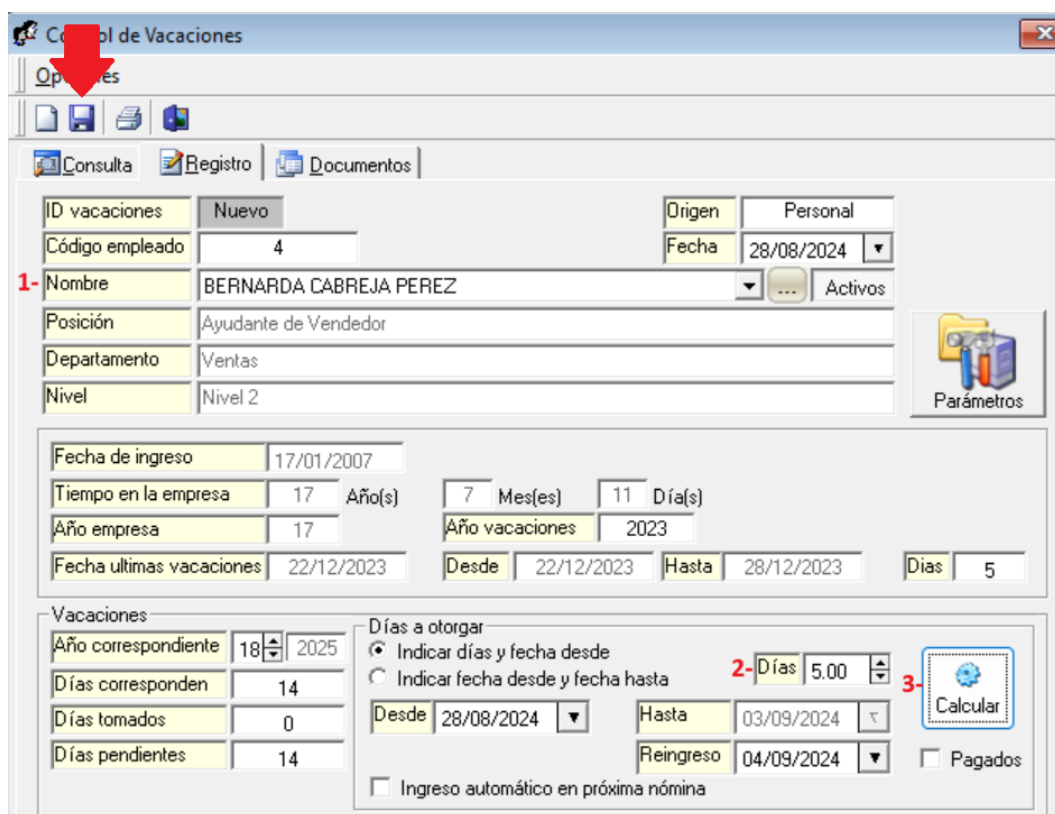 Control de Vacaciones
Opciones
Consulta Registro Documentos
ID vacaciones Nuevo Origen Personal
Código empleado 4 Fecha 28/08/2024
1- Nombre BERNARDA CABREJA PEREZ ... Activos
Posición Ayudante de Vendedor
Departamento Ventas
Nivel Nivel 2
Parámetros
Fecha de ingreso 17/01/2007
Tiempo en la empresa 17 Año(s) 7 Mes(es) 11 Día(s)
Año empresa 17 Año vacaciones 2023
Fecha ultimas vacaciones 22/12/2023 Desde 22/12/2023 Hasta 28/12/2023 Dias 5
Vacaciones
Año correspondiente 18 2025
Días corresponden 14
Días tomados 0
Días pendientes 14
Días a otorgar
Indicar días y fecha desde
Indicar fecha desde y fecha hasta
2- Días 5.00
3- Calcular
Desde 28/08/2024 Hasta 03/09/2024
Reingreso 04/09/2024 Pagados
Ingreso automático en próxima nómina